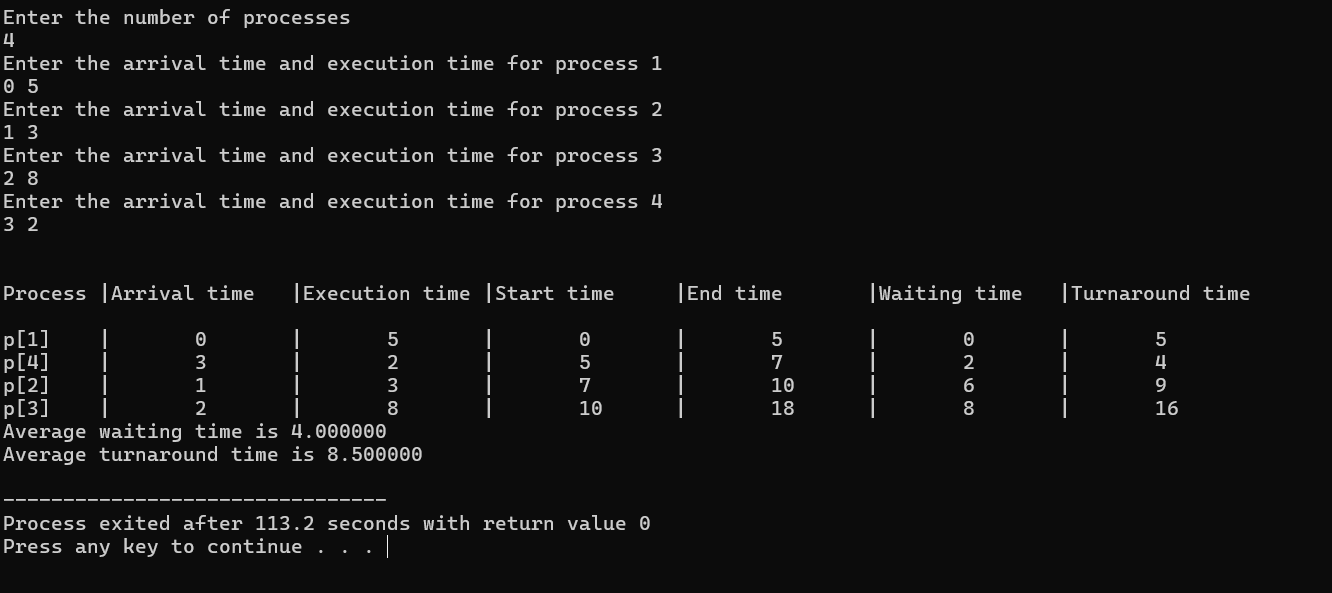 Enter the number of processes
4
Enter the arrival time and execution time for process 1
0 5
Enter the arrival time and execution time for process 2
1 3
Enter the arrival time and execution time for process 3
2 8
Enter the arrival time and execution time for process 4
3 2
Process |Arrival time   |Execution time |Start time     |End time       |Waiting time   |Turnaround time
p[1]    |       0       |       5       |       0       |       5       |       0       |       5
p[4]    |       3       |       2       |       5       |       7       |       2       |       4
p[2]    |       1       |       3       |       7       |       10      |       6       |       9
p[3]    |       2       |       8       |       10      |       18      |       8       |       16
Average waiting time is 4.000000
Average turnaround time is 8.500000
--------------------------------
Process exited after 113.2 seconds with return value 0
Press any key to continue . . .